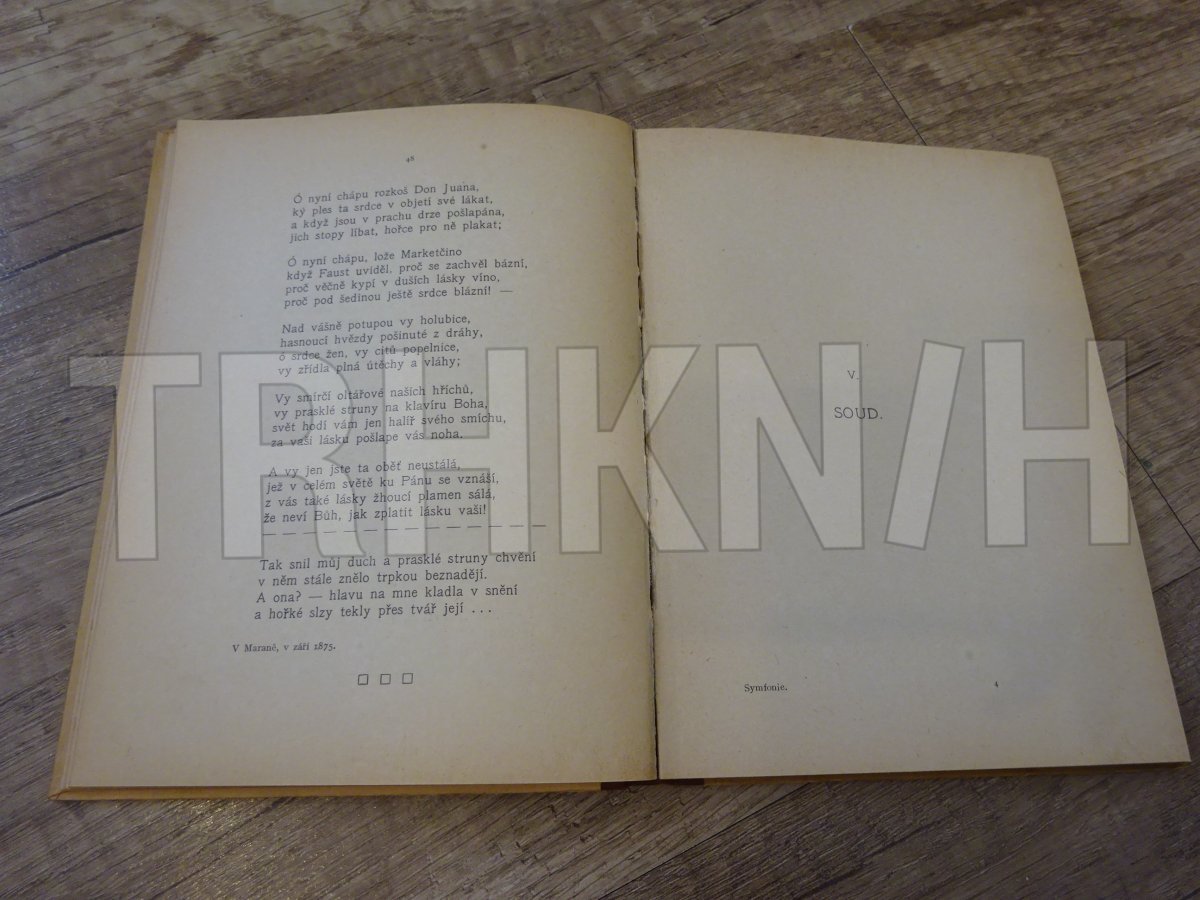 48
Ó nyní chápu rozkoš Don Juana,
ký ples ta srdce v objetí své lákat,
a když jsou v prachu drze pošlapána,
jich stopy líbat, hořce pro ně plakat;
Ó nyní chápu, lože Marketčino
když Faust uviděl, proč se zachvěl bázní,
proč věčně kypí v duších lásky víno,
proč pod šedinou ještě srdce blázní! —
Nad vášně potupou vy holubice,
hasnoucí hvězdy pošinuté z dráhy,
ó srdce žen, vy citů popelnice,
vy zřídla plná útěchy a vláhy;
Vy smírčí oltářové našich hříchů,
vy prasklé struny na klavíru Boha,
svět hodí vám jen halíř svého smíchu,
za vaši lásku pošlape vás noha.
A vy jen jste ta oběť neustálá,
jež v celém světě ku Pánu se vznáší,
z vás také lásky žhoucí plamen sálá,
že neví Bůh, jak zplatit lásku vaši!
Tak snil můj duch a prasklé struny chvění
v něm stále znělo trpkou beznadějí.
A ona? — hlavu na mne kladla v snění
a hořké slzy tekly přes tvář její ...
V Maraně, v září 1875.
V.
SOUD.
Symfonie.
4
TRHKNIH